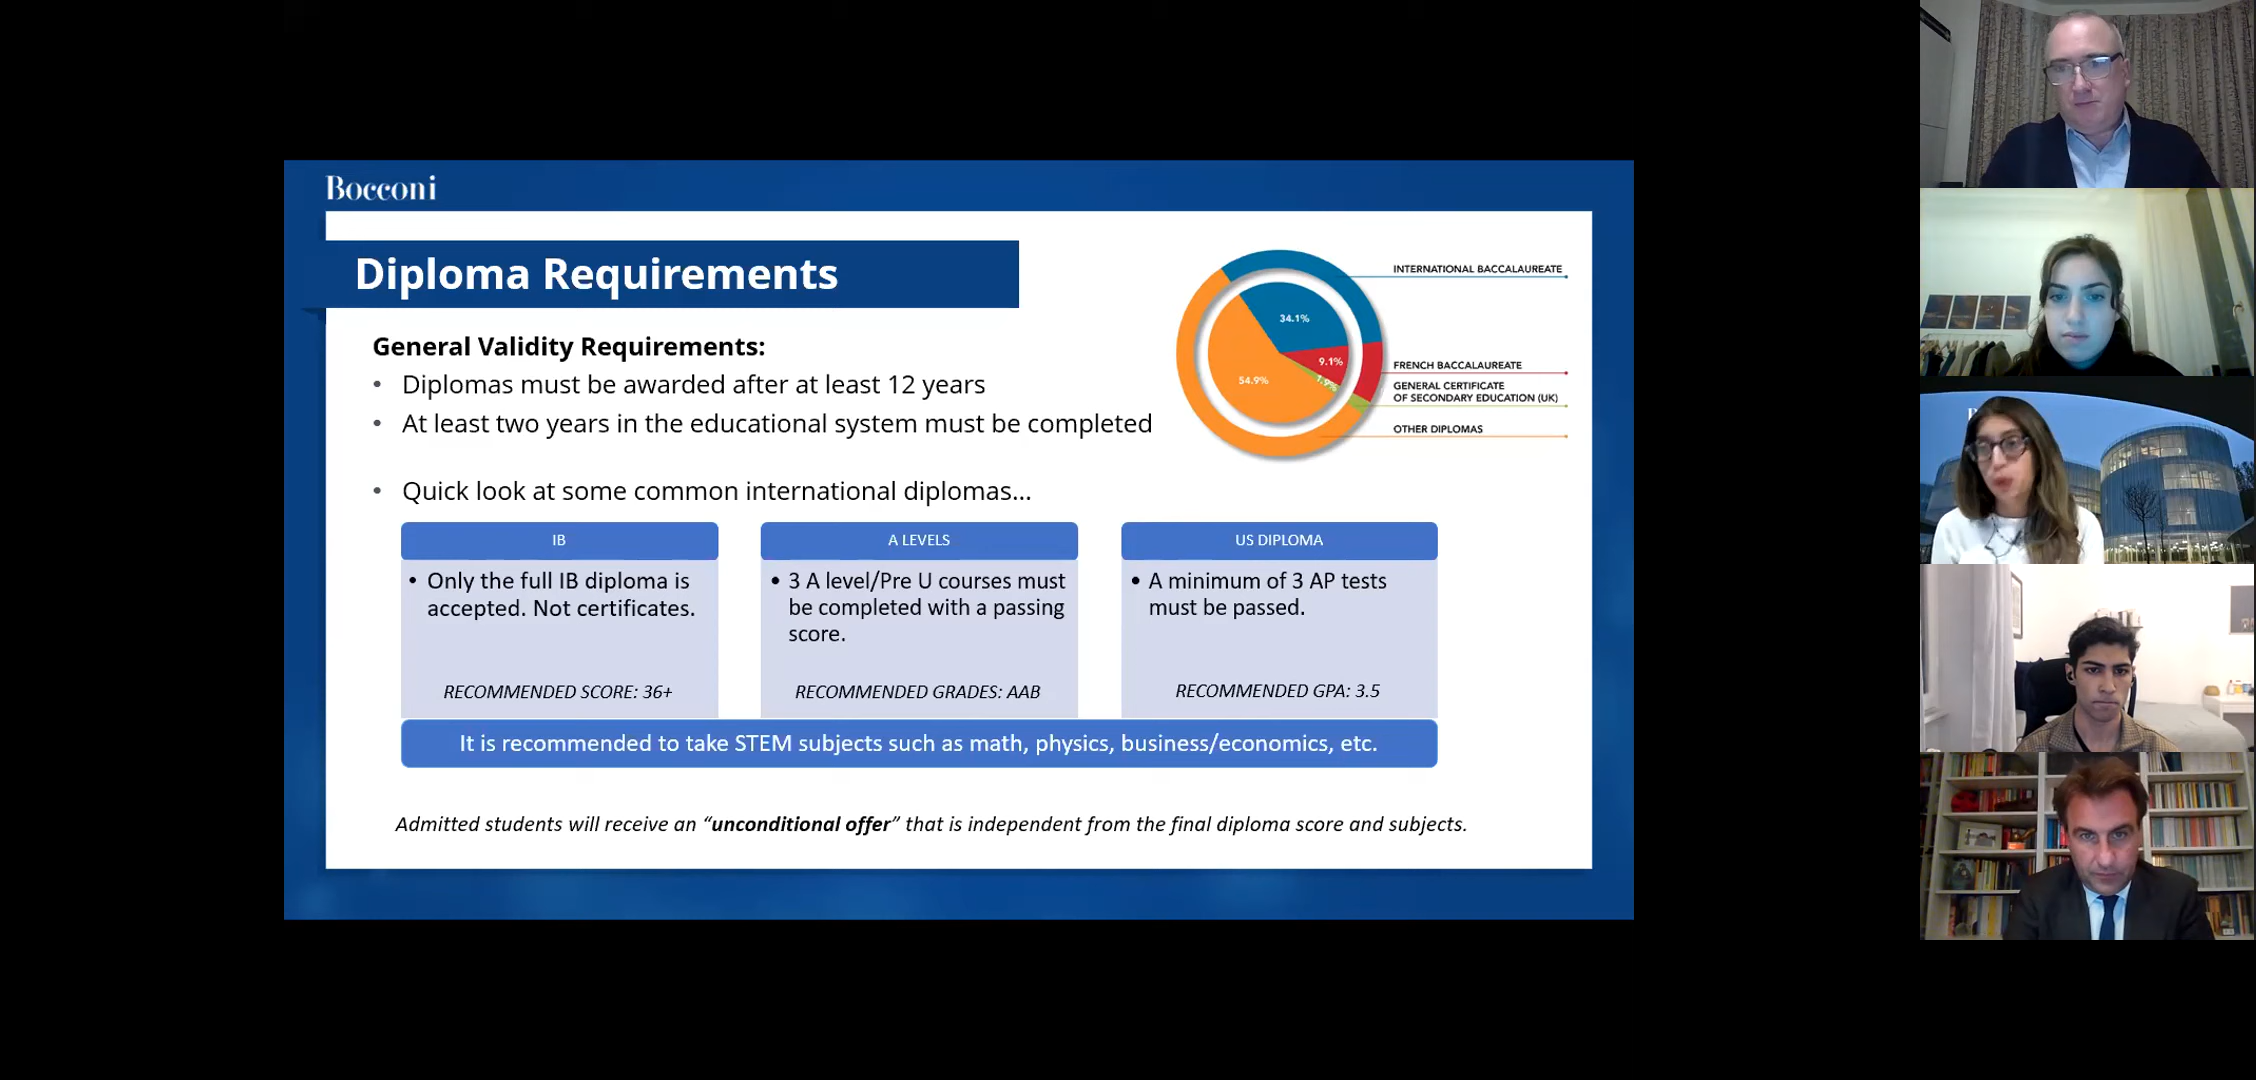 Bocconi
Diploma Requirements
General Validity Requirements:
• Diplomas must be awarded after at least 12 years
• At least two years in the educational system must be completed
• Quick look at some common international diplomas...
INTERNATIONAL BACCALAUREATE
FRENCH BACCALAUREATE
GENERAL CERTIFICATE
OF SECONDARY EDUCATION (UK)
OTHER DIPLOMAS
34.1%
9.1%
1.9%
54.9%
IB
• Only the full IB diploma is
accepted. Not certificates.
RECOMMENDED SCORE: 36+
A LEVELS
• 3 A level/Pre U courses must
be completed with a passing
score.
RECOMMENDED GRADES: AAB
US DIPLOMA
• A minimum of 3 AP tests
must be passed.
RECOMMENDED GPA: 3.5
It is recommended to take STEM subjects such as math, physics, business/economics, etc.
Admitted students will receive an “unconditional offer” that is independent from the final diploma score and subjects.